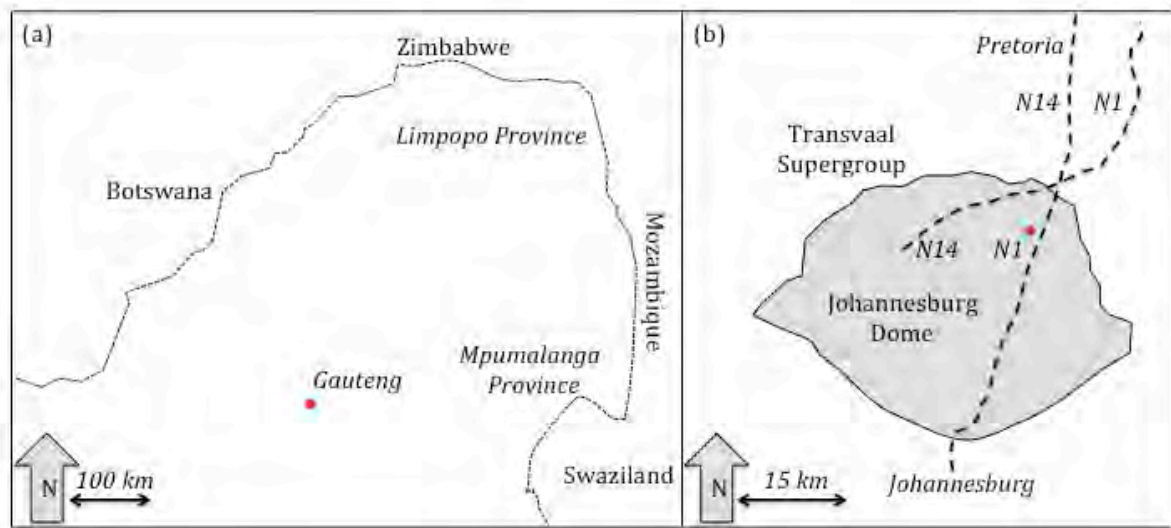 (a)
Zimbabwe
Limpopo Province
Botswana
Mozambique
Mpumalanga
Province
Gauteng
Swaziland
N
100 km
(b)
Pretoria
N14
N1
Transvaal
Supergroup
N14
N1
Johannesburg
Dome
N
15 km
Johannesburg